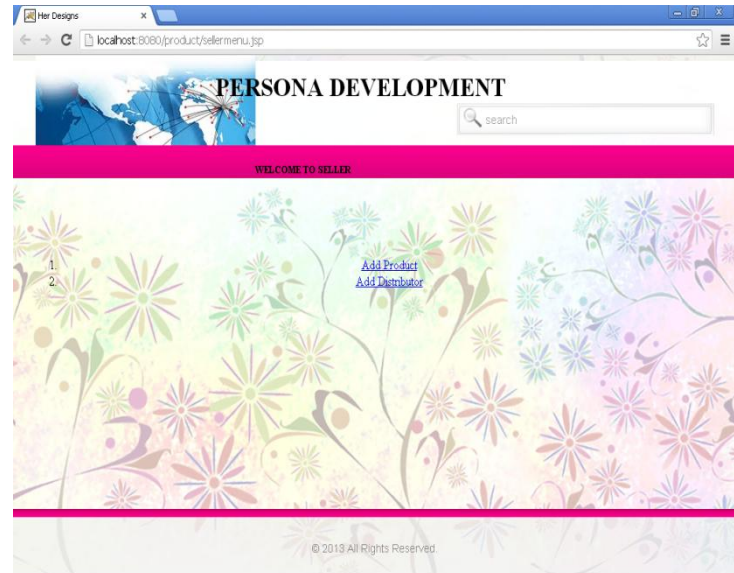 Her Designs
localhost:8080/product/sellermenu.jsp
PERSONA DEVELOPMENT
search
WELCOME TO SELLER
1. Add Product
2. Add Distributor
© 2013 All Rights Reserved.